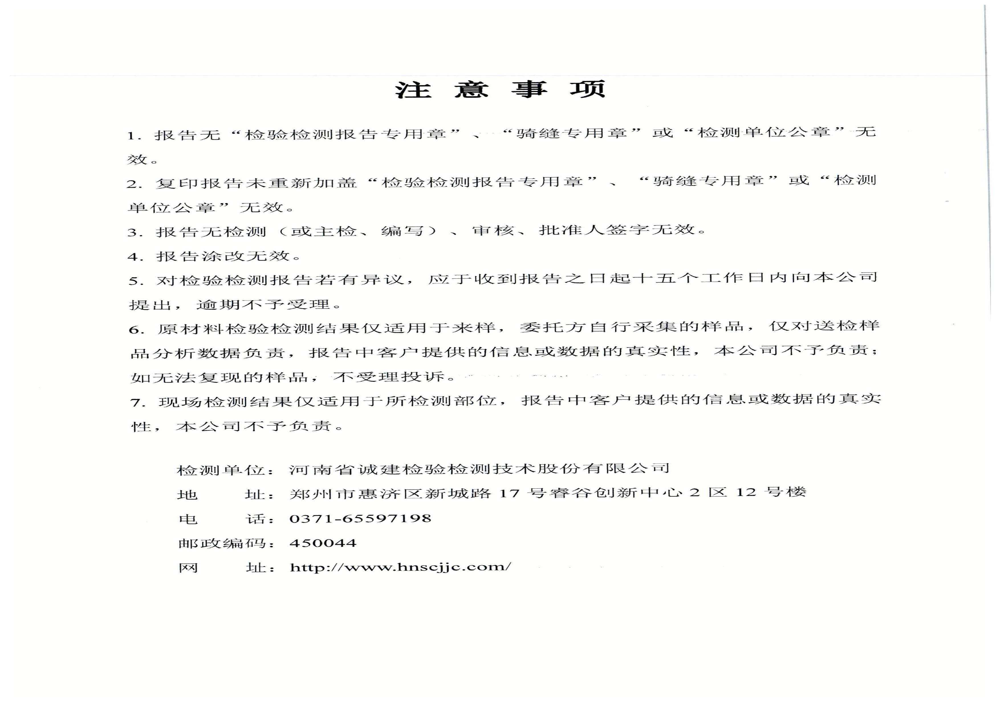 注 意 事 项
1. 报告无“检验检测报告专用章”、“骑缝专用章”或“检测单位公章”无
效。
2. 复印报告未重新加盖“检验检测报告专用章”、“骑缝专用章”或“检测
单位公章”无效。
3. 报告无检测（或主检、编写）、审核、批准人签字无效。
4. 报告涂改无效。
5. 对检验检测报告若有异议，应于收到报告之日起十五个工作日内向本公司
提出，逾期不予受理。
6. 原材料检验检测结果仅适用于来样，委托方自行采集的样品，仅对送检样
品分析数据负责，报告中客户提供的信息或数据的真实性，本公司不予负责；
如无法复现的样品，不受理投诉。
7. 现场检测结果仅适用于所检测部位，报告中客户提供的信息或数据的真实
性，本公司不予负责。
检测单位：河南省诚建检验检测技术股份有限公司
地 址：郑州市惠济区新城路 17 号睿谷创新中心 2 区 12 号楼
电 话：0371-65597198
邮政编码：450044
网 址：http://www.hnscjjc.com/